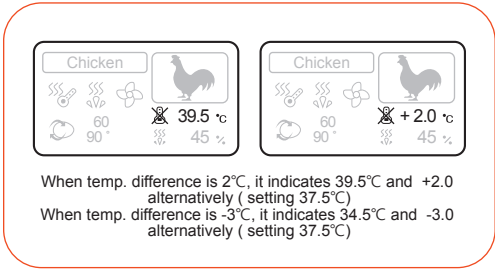 Chicken
60
90 °
39.5 ℃
45 %
Chicken
60
90 °
+ 2.0 ℃
45 %
When temp. difference is 2℃, it indicates 39.5℃ and +2.0
alternatively ( setting 37.5℃)
When temp. difference is -3℃, it indicates 34.5℃ and -3.0
alternatively ( setting 37.5℃)